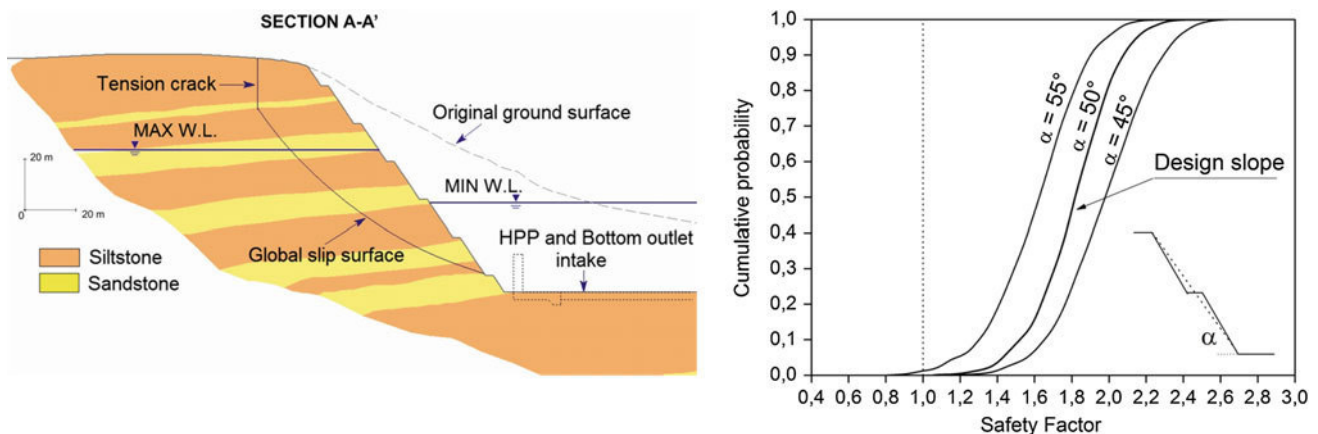 SECTION A-A'
Tension crack
Original ground surface
MAX W.L.
20 m
MIN W.L.
0
20 m
HPP and Bottom outlet
intake
Global slip surface
Siltstone
Sandstone
Cumulative probability
1,0
0,9
0,8
0,7
0,6
0,5
0,4
0,3
0,2
0,1
0,0
α = 55°
α = 50°
α = 45°
Design slope
α
0,4 0,6 0,8 1,0 1,2 1,4 1,6 1,8 2,0 2,2 2,4 2,6 2,8 3,0
Safety Factor